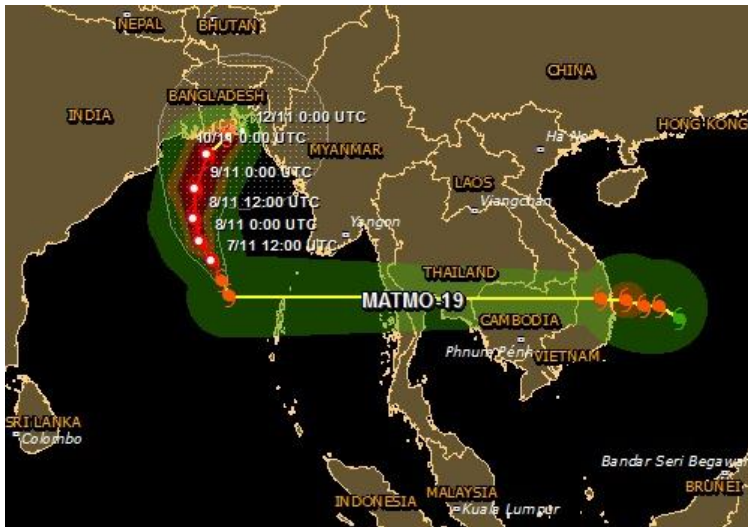 NEPAL
BHUTAN
CHINA
BANGLADESH
INDIA
12/11 0:00 UTC
HONG KONG
10/11 0:00 UTC
Ha Noi
MYANMAR
9/11 0:00 UTC
LAOS
8/11 12:00 UTC
Viangchan
8/11 0:00 UTC
Yangon
7/11 12:00 UTC
THAILAND
MATMO-19
CAMBODIA
Phnum Penh
VIETNAM
SRI LANKA
Colombo
Bandar Seri Begawan
BRUNEI
MALAYSIA
INDONESIA
Kuala Lumpur